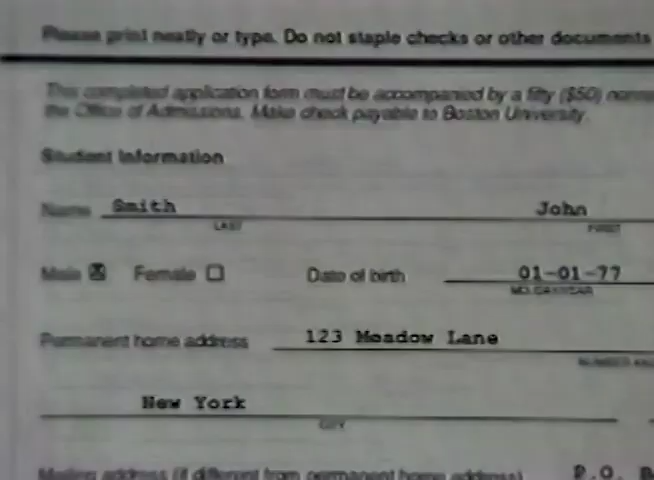 Please print neatly or type. Do not staple checks or other documents
This completed application form must be accompanied by a fifty ($50)
the Office of Admissions. Make check payable to Boston University.
Student Information
Name Smith John
LAST FIRST
Male ☒ Female ☐ Date of birth 01-01-77
MO/DAY/YEAR
Permanent home address 123 Meadow Lane
NUMBER
New York
CITY
Mailing address (if different from permanent home address) P.O.